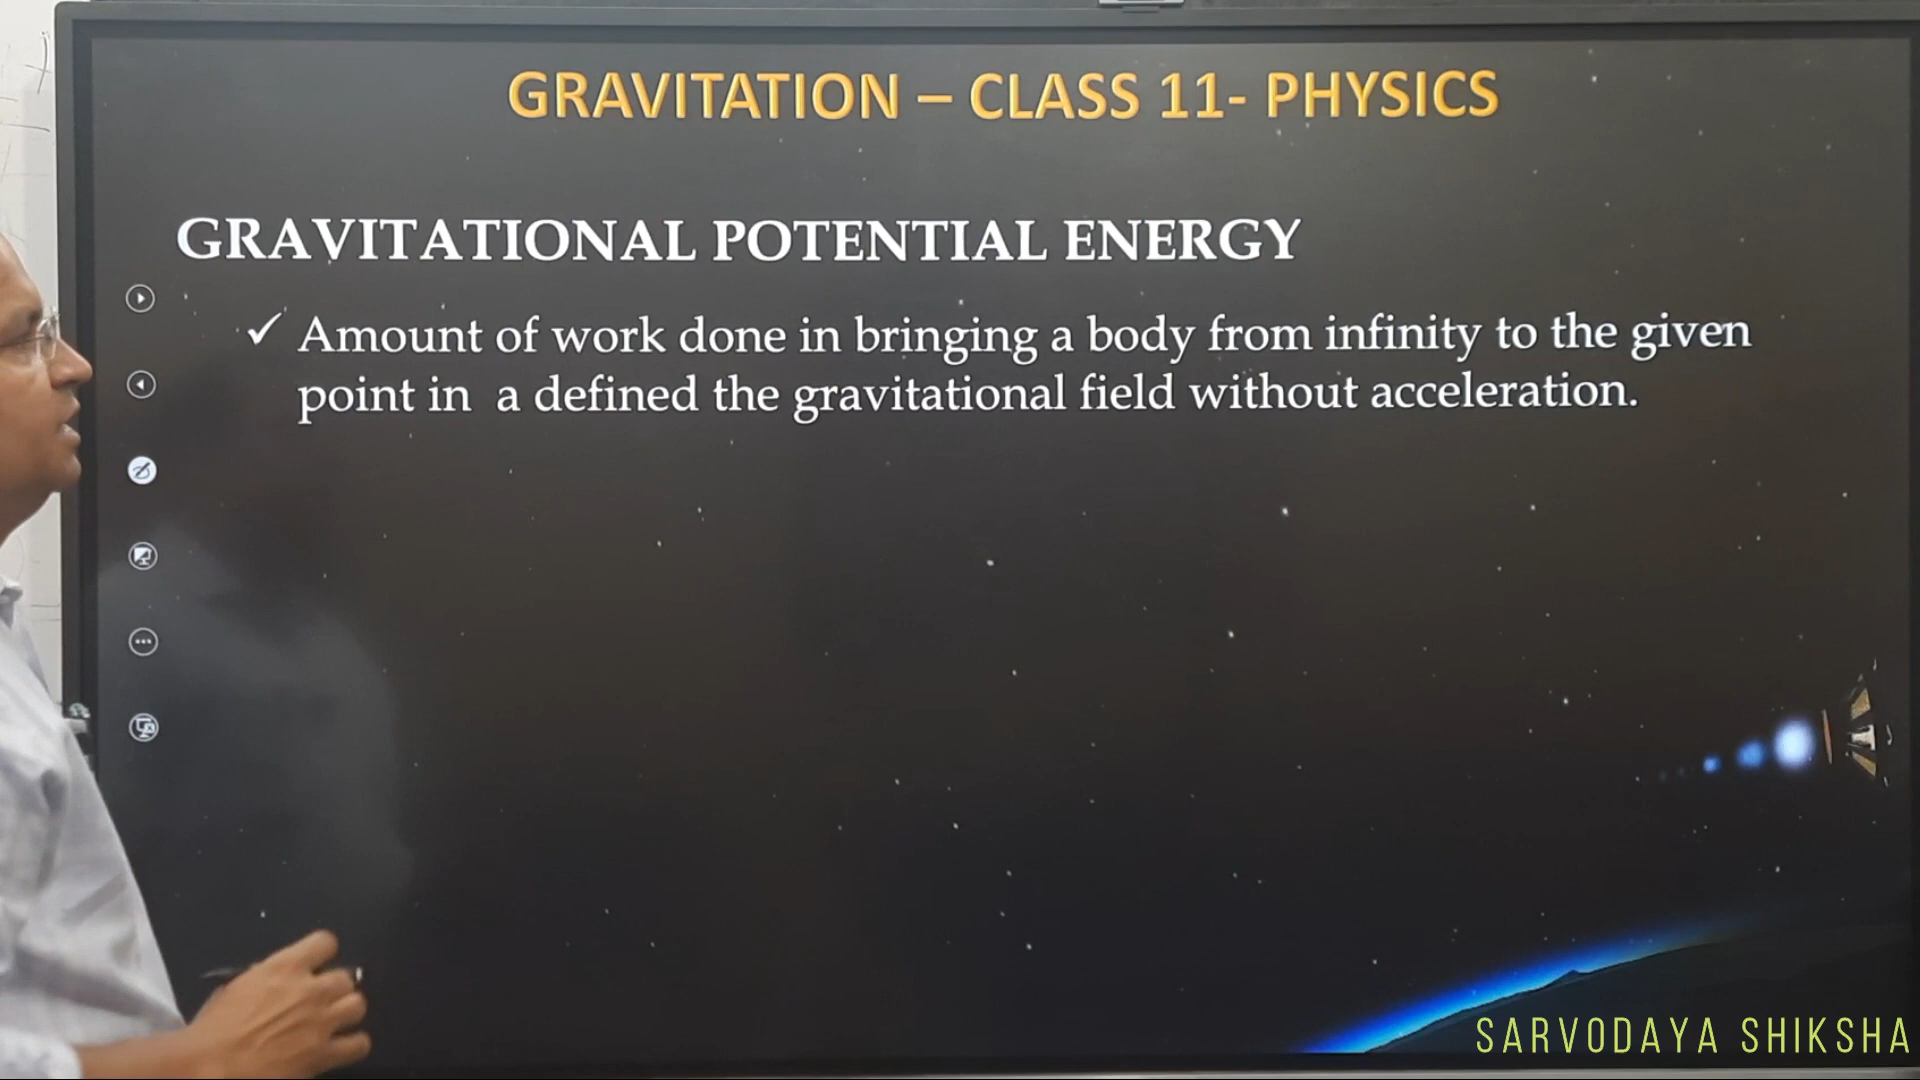 GRAVITATION – CLASS 11- PHYSICS
GRAVITATIONAL POTENTIAL ENERGY
✓ Amount of work done in bringing a body from infinity to the given
point in a defined the gravitational field without acceleration.
SARVODAYA SHIKSHA